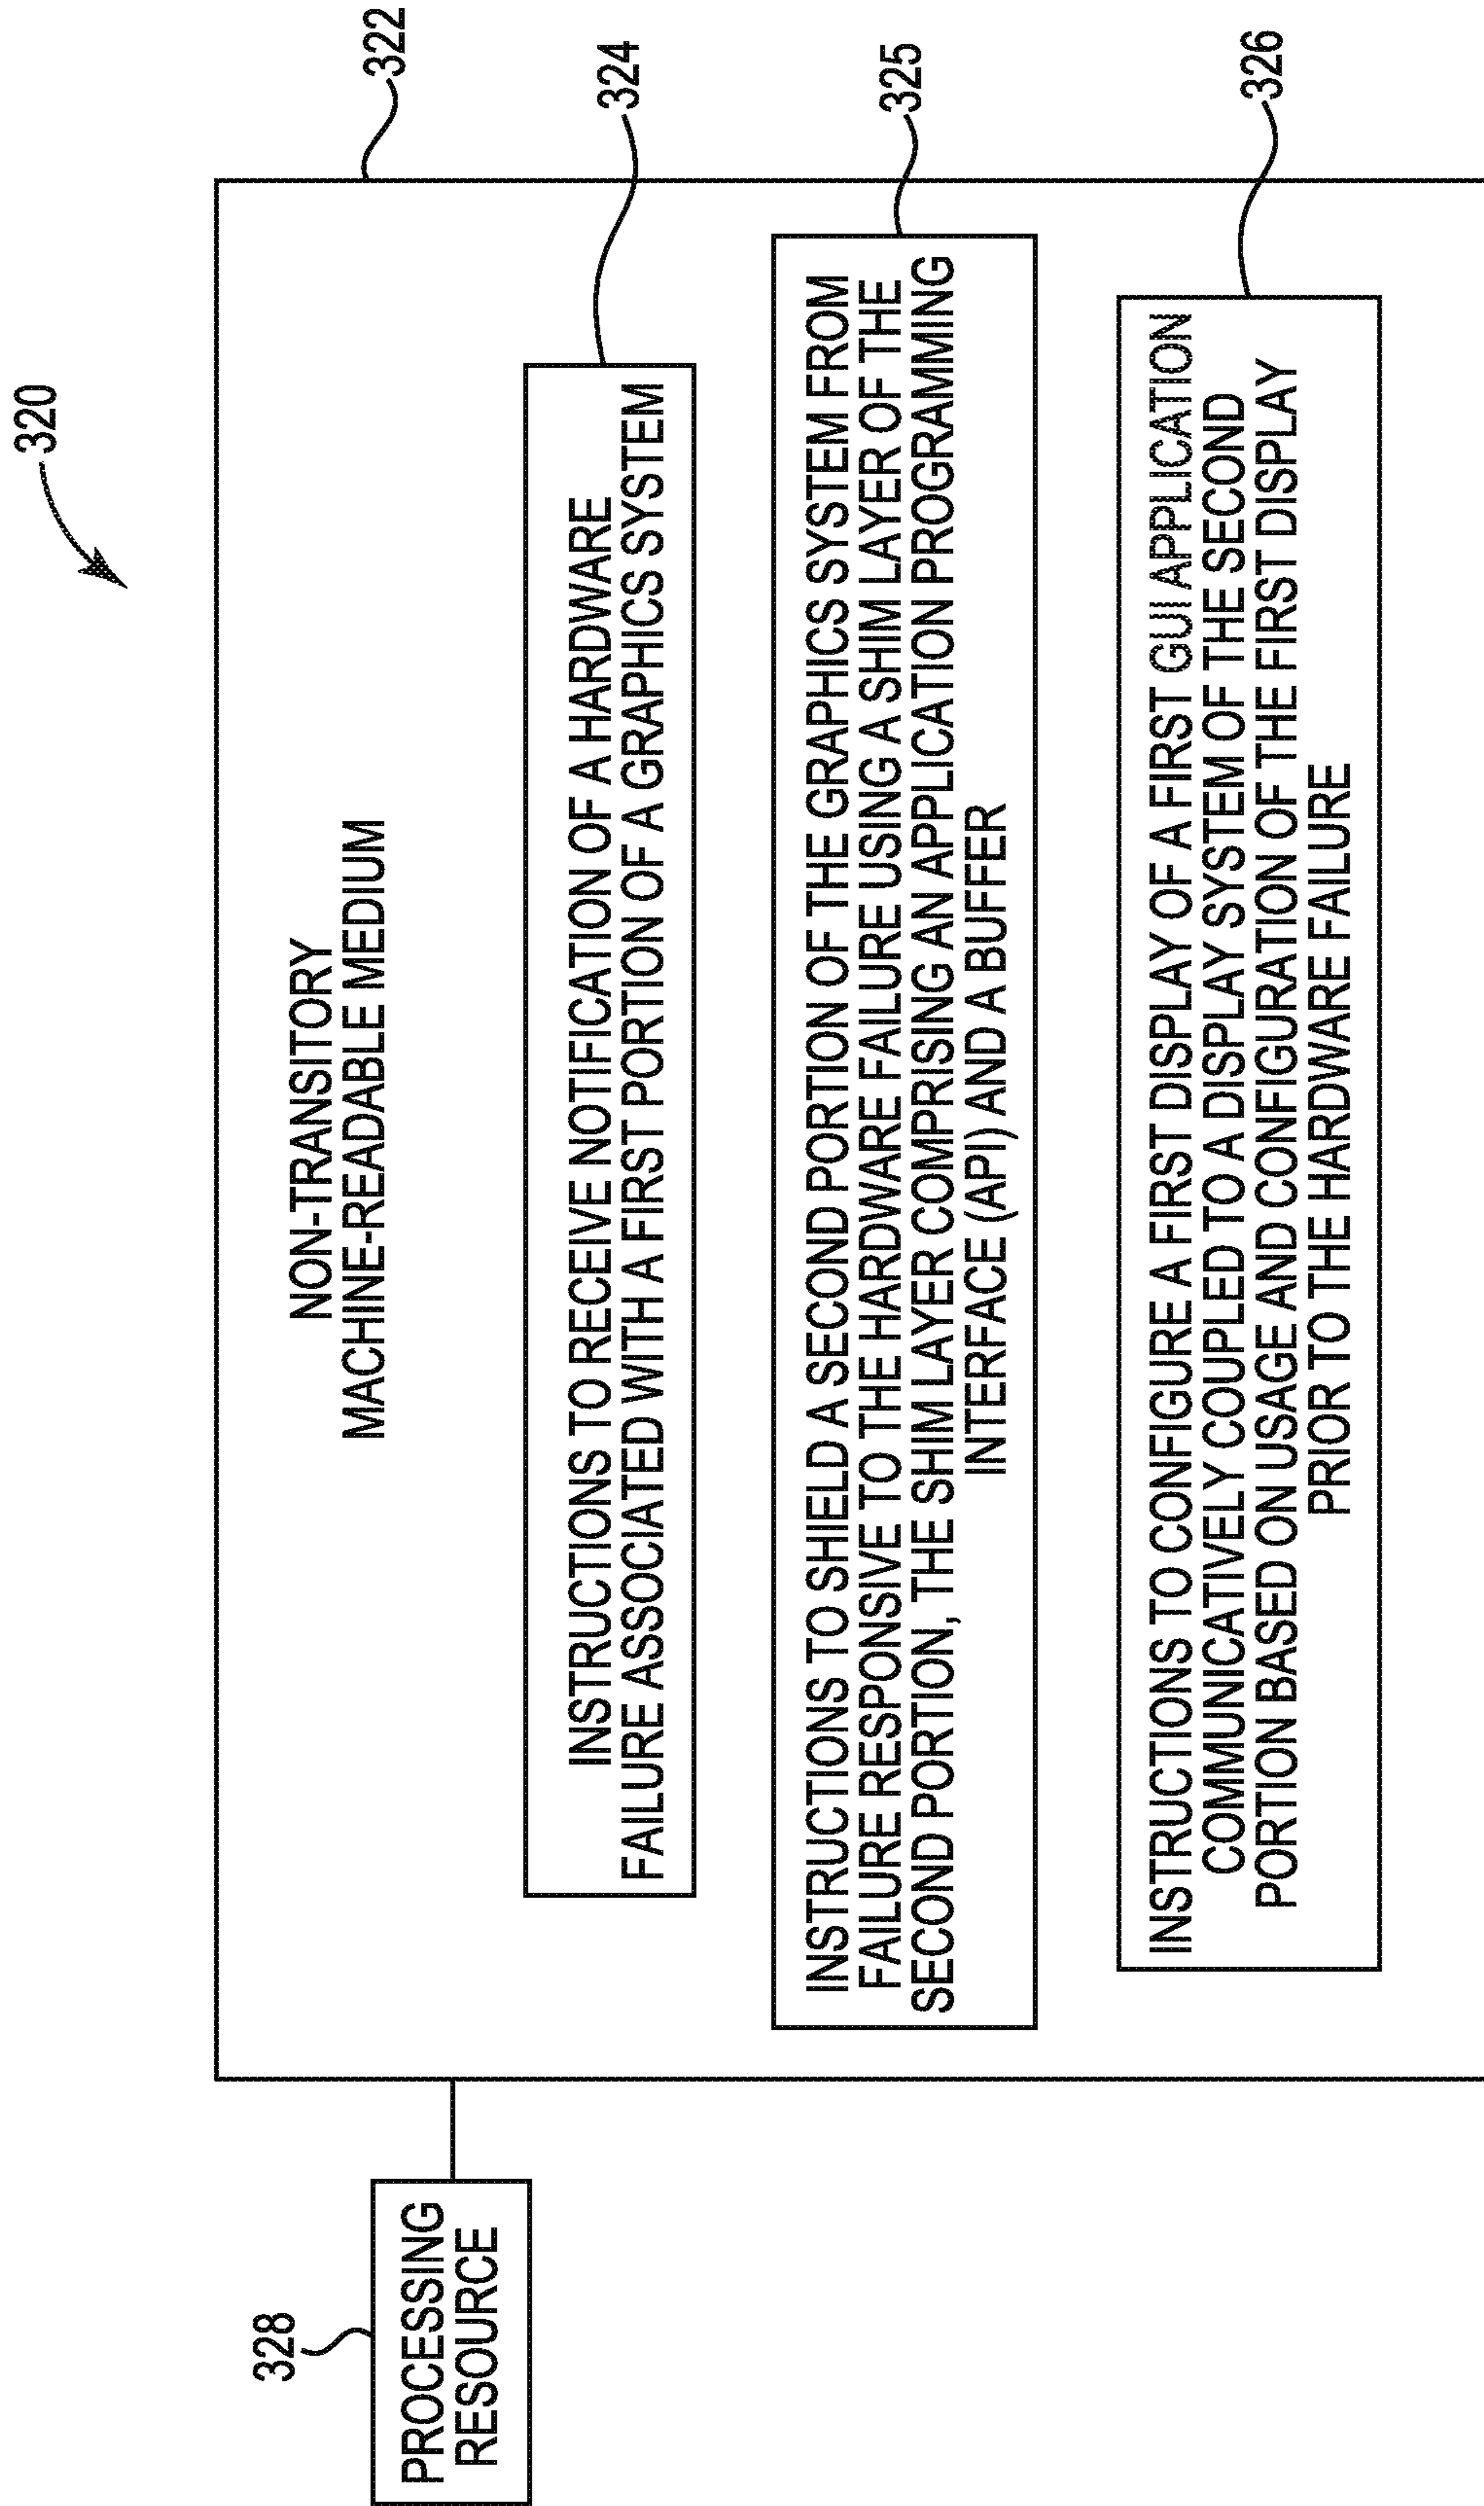 320
328
PROCESSING
RESOURCE
322
NON-TRANSITORY
MACHINE-READABLE MEDIUM
324
INSTRUCTIONS TO RECEIVE NOTIFICATION OF A HARDWARE
FAILURE ASSOCIATED WITH A FIRST PORTION OF A GRAPHICS SYSTEM
325
INSTRUCTIONS TO SHIELD A SECOND PORTION OF THE GRAPHICS SYSTEM FROM
FAILURE RESPONSIVE TO THE HARDWARE FAILURE USING A SHIM LAYER OF THE
SECOND PORTION, THE SHIM LAYER COMPRISING AN APPLICATION PROGRAMMING
INTERFACE (API) AND A BUFFER
326
INSTRUCTIONS TO CONFIGURE A FIRST DISPLAY OF A FIRST GUI APPLICATION
COMMUNICATIVELY COUPLED TO A DISPLAY SYSTEM OF THE SECOND
PORTION BASED ON USAGE AND CONFIGURATION OF THE FIRST DISPLAY
PRIOR TO THE HARDWARE FAILURE